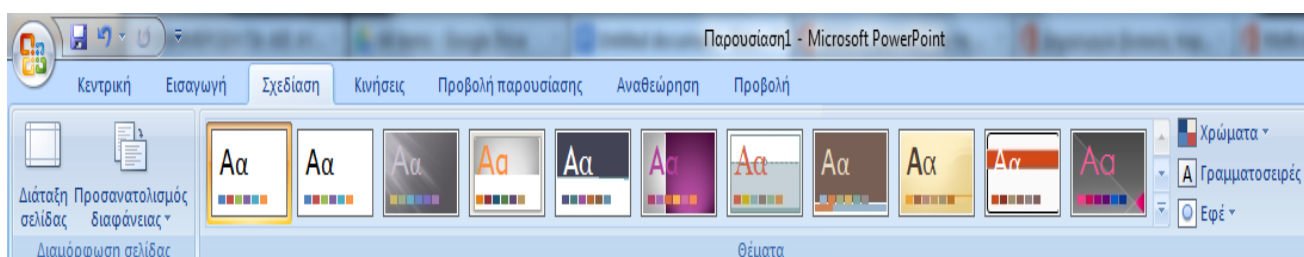 Παρουσίαση1 - Microsoft PowerPoint
Κεντρική Εισαγωγή Σχεδίαση Κινήσεις Προβολή παρουσίασης Αναθεώρηση Προβολή
Διάταξη σελίδας
Προσανατολισμός διαφάνειας
Διαμόρφωση σελίδας
Αα Αα Αα Αα Αα Αα Αα Αα Αα Αα Αα
Θέματα
Χρώματα
Γραμματοσειρές
Εφέ